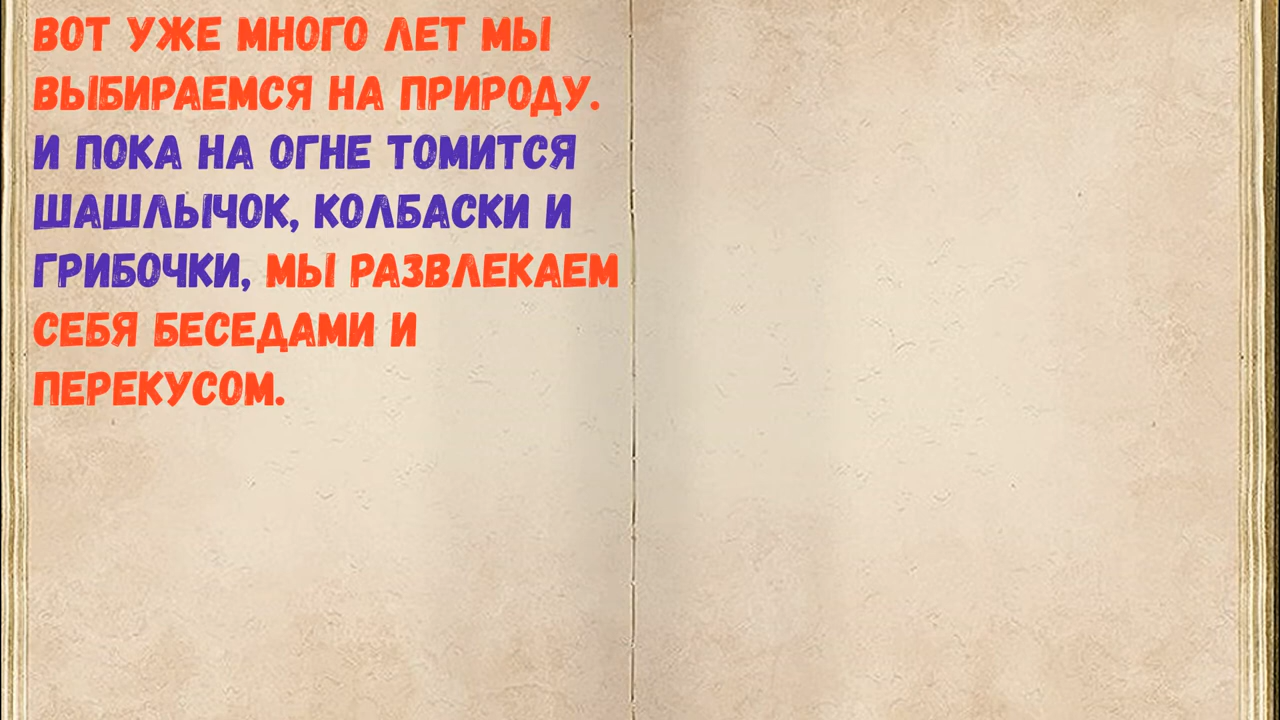 ВОТ УЖЕ МНОГО ЛЕТ МЫ
ВЫБИРАЕМСЯ НА ПРИРОДУ.
И ПОКА НА ОГНЕ ТОМИТСЯ
ШАШЛЫЧОК, КОЛБАСКИ И
ГРИБОЧКИ, МЫ РАЗВЛЕКАЕМ
СЕБЯ БЕСЕДАМИ И
ПЕРЕКУСОМ.